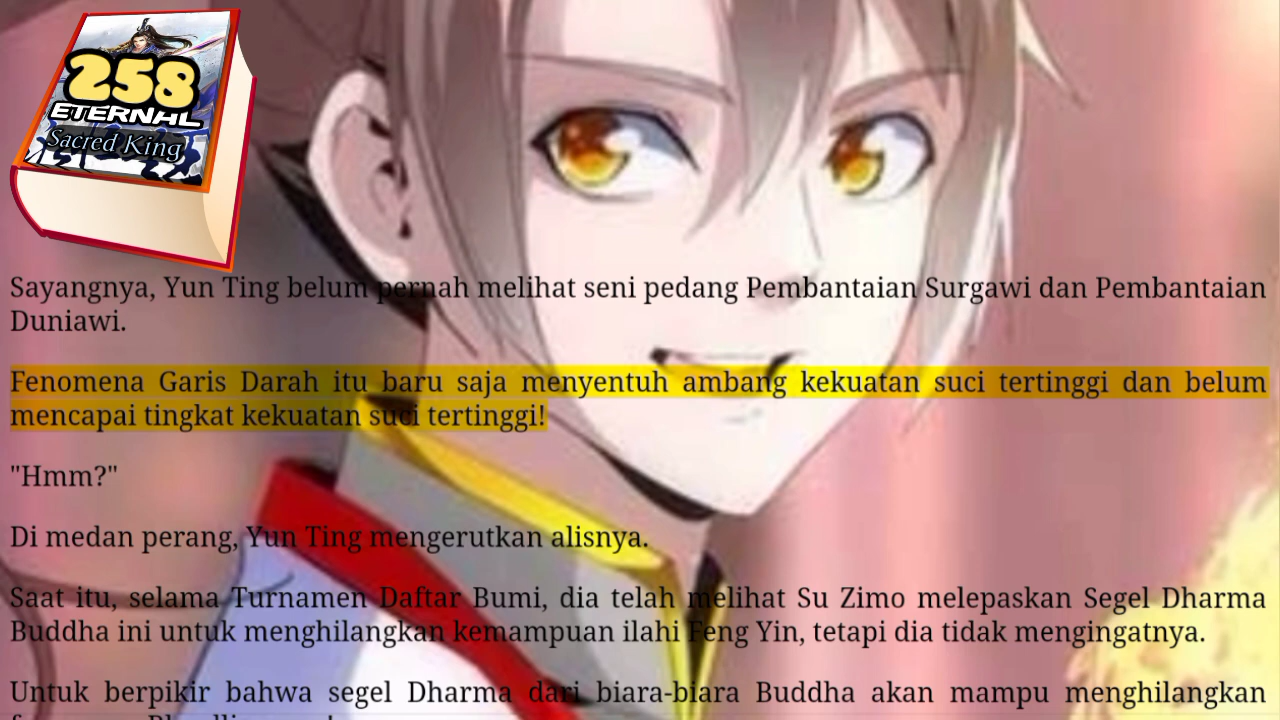 258
ETERNAL
Sacred King
Sayangnya, Yun Ting belum pernah melihat seni pedang Pembantaian Surgawi dan Pembantaian
Duniawi.
Fenomena Garis Darah itu baru saja menyentuh ambang kekuatan suci tertinggi dan belum
mencapai tingkat kekuatan suci tertinggi!
"Hmm?"
Di medan perang, Yun Ting mengerutkan alisnya.
Saat itu, selama Turnamen Daftar Bumi, dia telah melihat Su Zimo melepaskan Segel Dharma
Buddha ini untuk menghilangkan kemampuan ilahi Feng Yin, tetapi dia tidak mengingatnya.
Untuk berpikir bahwa segel Dharma dari biara-biara Buddha akan mampu menghilangkan